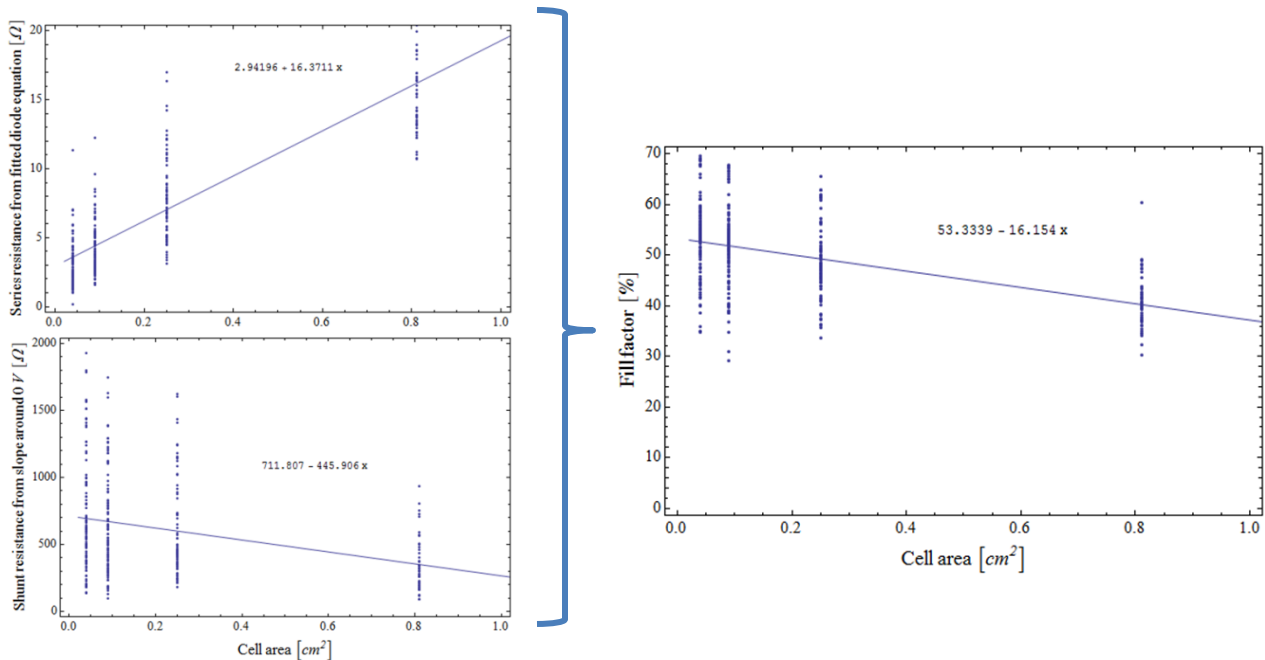 Series resistance from fitted diode equation [Ω]
20
15
10
5
0
2.94196 + 16.3711 x
0.0 0.2 0.4 0.6 0.8 1.0
Shunt resistance from slope around 0 V [Ω]
2000
1500
1000
500
0
711.807 - 445.906 x
0.0 0.2 0.4 0.6 0.8 1.0
Cell area [cm²]
Fill factor [%]
70
60
50
40
30
20
10
0
53.3339 - 16.154 x
0.0 0.2 0.4 0.6 0.8 1.0
Cell area [cm²]